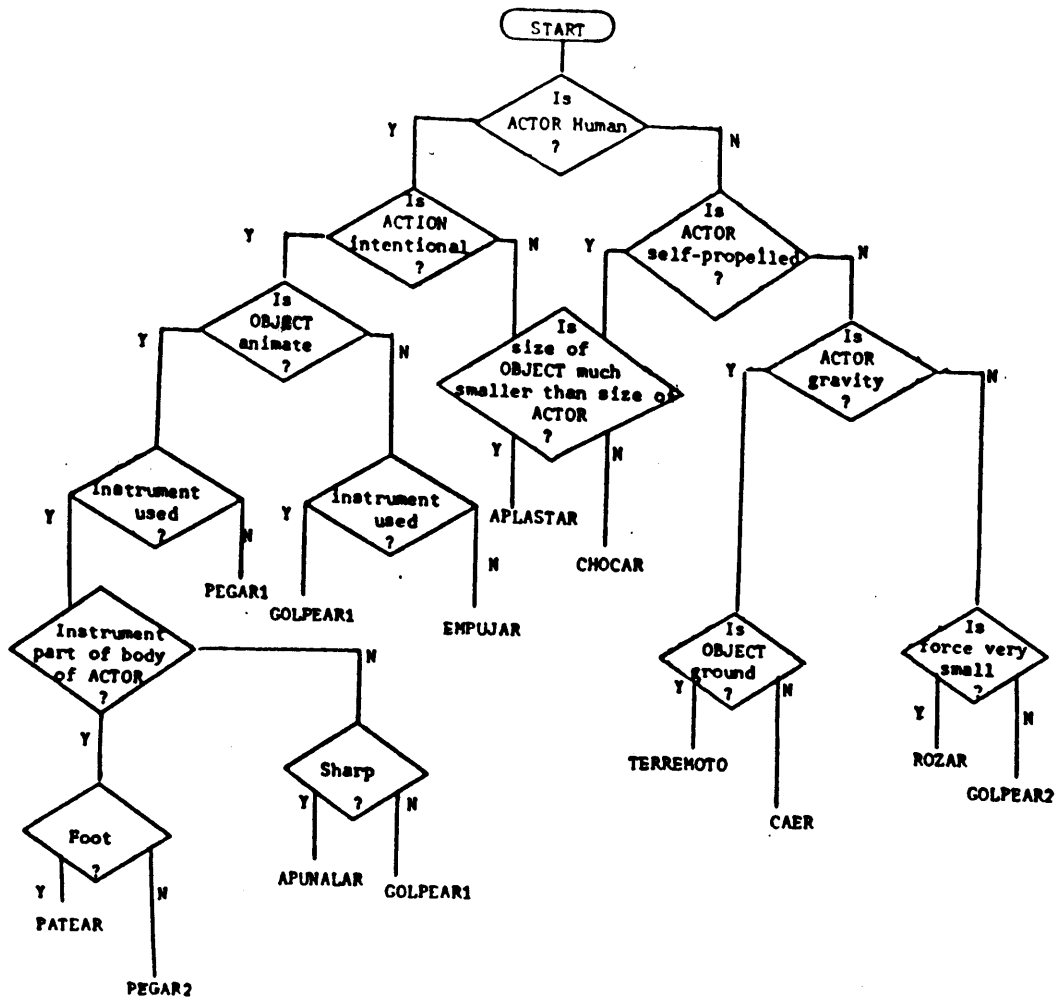 START
Is
ACTOR Human
?
Y
N
Is
ACTION
intentional
?
Y
N
Is
ACTOR
self-propelled
?
Y
N
Is
OBJECT
animate
?
Y
N
Is
size of
OBJECT much
smaller than size of
ACTOR
?
Y
N
Is
ACTOR
gravity
?
Y
N
Instrument
used
?
Y
N
Instrument
used
?
Y
N
APLASTAR
CHOCAR
PEGAR1
GOLPEAR1
EMPUJAR
Instrument
part of body
of ACTOR
?
Y
N
Is
OBJECT
ground
?
Y
N
Is
force very
small
?
Y
N
TERREMOTO
CAER
ROZAR
GOLPEAR2
Sharp
?
Y
N
Foot
?
Y
N
APUNALAR
GOLPEAR1
PATEAR
PEGAR2